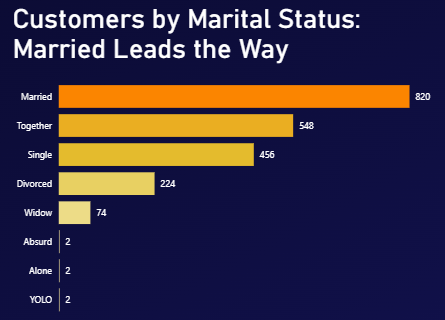 Customers by Marital Status:
Married Leads the Way
Married 820
Together 548
Single 456
Divorced 224
Widow 74
Absurd 2
Alone 2
YOLO 2